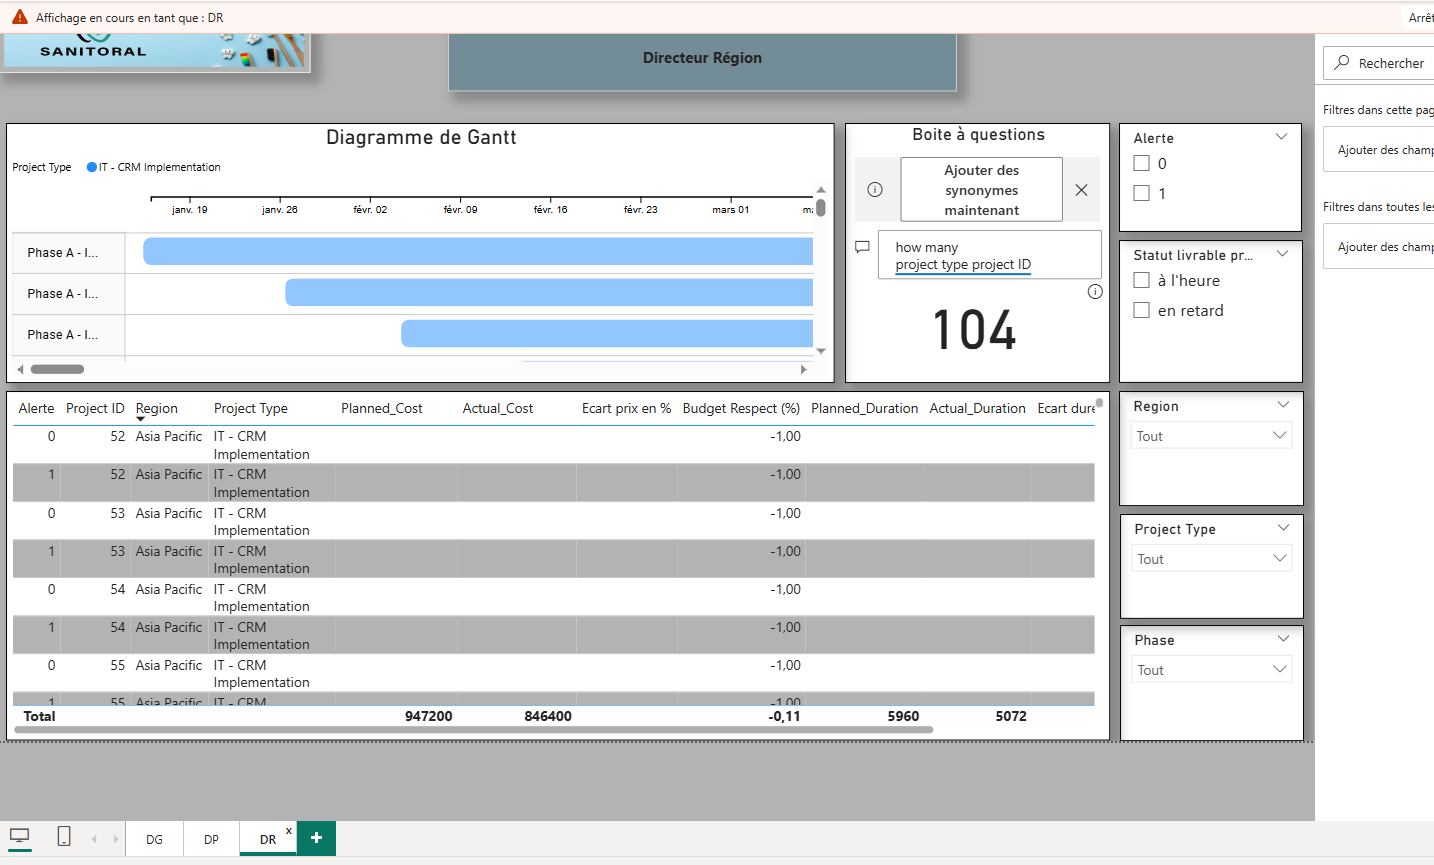 Affichage en cours en tant que : DR
Arrêt
SANITORAL
Directeur Région
Rechercher
Filtres dans cette pag
Ajouter des champ
Filtres dans toutes les
Ajouter des champ
Diagramme de Gantt
Project Type IT - CRM Implementation
janv. 19 janv. 26 févr. 02 févr. 09 févr. 16 févr. 23 mars 01 ma
Phase A - I...
Phase A - I...
Phase A - I...
Boite à questions
Ajouter des
synonymes
maintenant
how many
project type project ID
104
Alerte
0
1
Statut livrable pr...
à l'heure
en retard
Alerte Project ID Region Project Type Planned_Cost Actual_Cost Ecart prix en % Budget Respect (%) Planned_Duration Actual_Duration Ecart duré
0 52 Asia Pacific IT - CRM -1,00
Implementation
1 52 Asia Pacific IT - CRM -1,00
Implementation
0 53 Asia Pacific IT - CRM -1,00
Implementation
1 53 Asia Pacific IT - CRM -1,00
Implementation
0 54 Asia Pacific IT - CRM -1,00
Implementation
1 54 Asia Pacific IT - CRM -1,00
Implementation
0 55 Asia Pacific IT - CRM -1,00
Implementation
1 55 Asia Pacific IT - CRM -1,00
Total 947200 846400 -0,11 5960 5072
Region
Tout
Project Type
Tout
Phase
Tout
DG DP DR x +